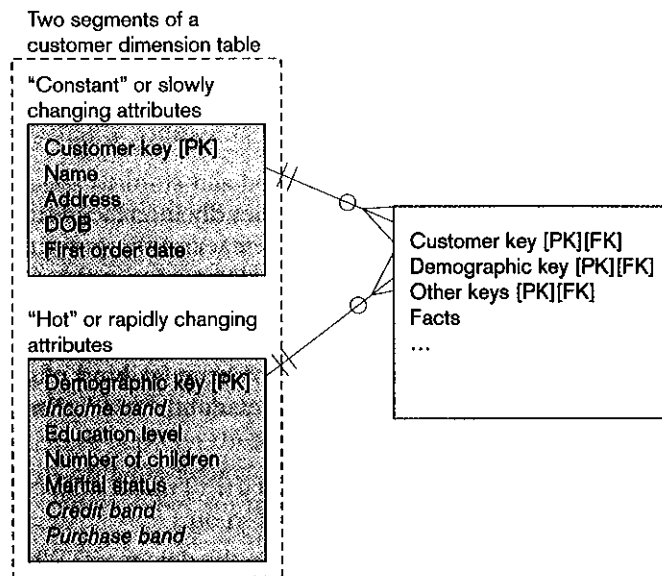 Two segments of a
customer dimension table
“Constant” or slowly
changing attributes
Customer key [PK]
Name
Address
DOB
First order date
“Hot” or rapidly changing
attributes
Demographic key [PK]
Income band
Education level
Number of children
Marital status
Credit band
Purchase band
Customer key [PK][FK]
Demographic key [PK][FK]
Other keys [PK][FK]
Facts
...